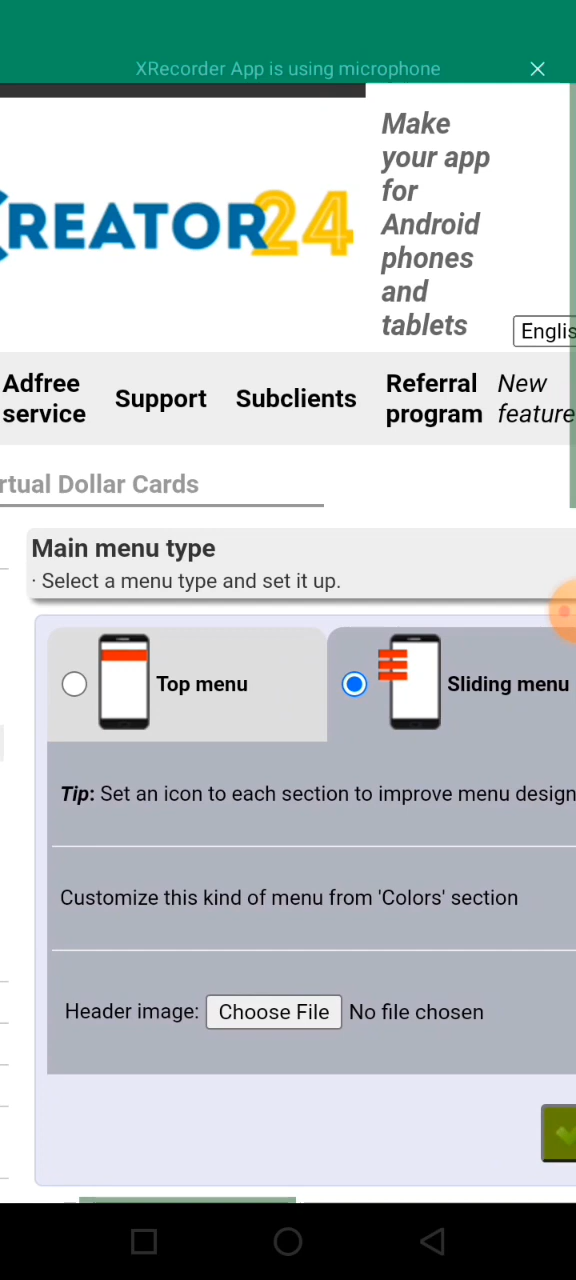 XRecorder App is using microphone
Make
your app
for
Android
phones
and
tablets
CREATOR24
Englis
Adfree
service
Support
Subclients
Referral
program
New
feature
rtual Dollar Cards
Main menu type
· Select a menu type and set it up.
Top menu
Sliding menu
Tip: Set an icon to each section to improve menu design
Customize this kind of menu from 'Colors' section
Header image: Choose File No file chosen